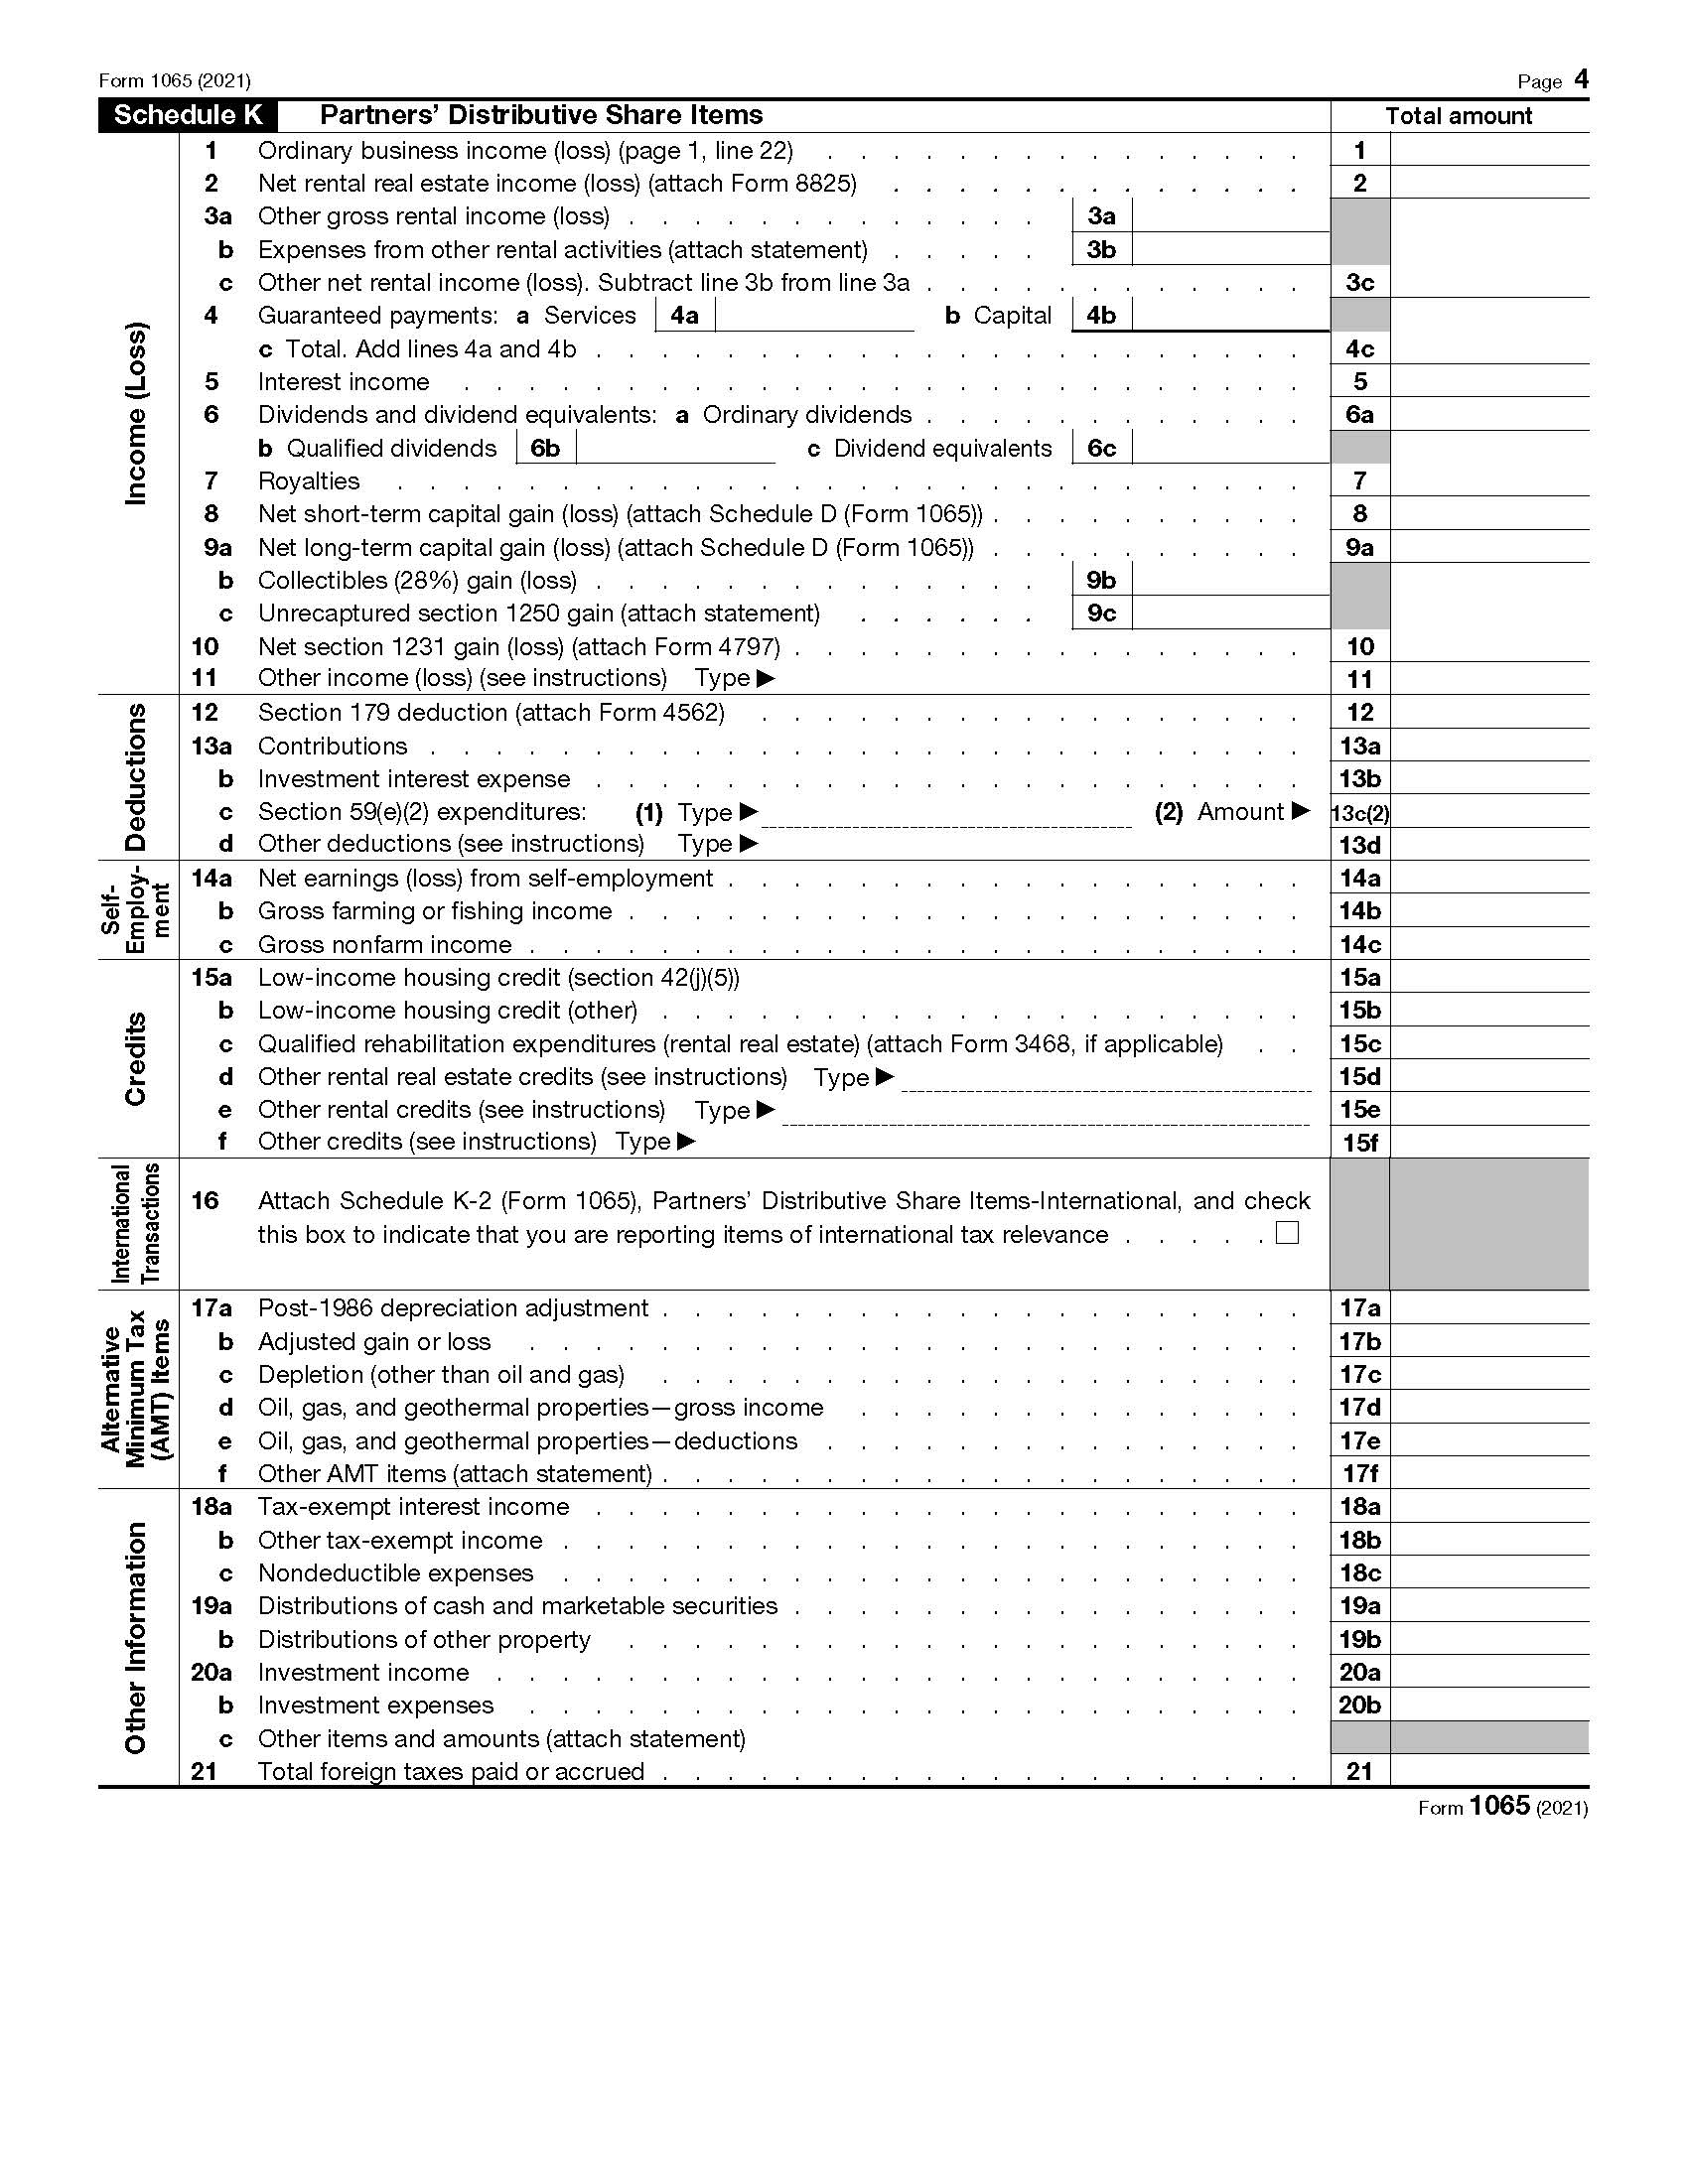 Form 1065 (2021) Page 4
Schedule K Partners’ Distributive Share Items Total amount
Income (Loss)
1 Ordinary business income (loss) (page 1, line 22) . . . . . . . . . . . . . . . 1
2 Net rental real estate income (loss) (attach Form 8825) . . . . . . . . . . . . . 2
3a Other gross rental income (loss) . . . . . . . . . . . . . 3a
b Expenses from other rental activities (attach statement) . . . . . 3b
c Other net rental income (loss). Subtract line 3b from line 3a . . . . . . . . . . . . 3c
4 Guaranteed payments: a Services 4a b Capital 4b
c Total. Add lines 4a and 4b . . . . . . . . . . . . . . . . . . . . . . 4c
5 Interest income . . . . . . . . . . . . . . . . . . . . . . . . . . 5
6 Dividends and dividend equivalents: a Ordinary dividends . . . . . . . . . . . . 6a
b Qualified dividends 6b c Dividend equivalents 6c
7 Royalties . . . . . . . . . . . . . . . . . . . . . . . . . . . . 7
8 Net short-term capital gain (loss) (attach Schedule D (Form 1065)) . . . . . . . . . . 8
9a Net long-term capital gain (loss) (attach Schedule D (Form 1065)) . . . . . . . . . . 9a
b Collectibles (28%) gain (loss) . . . . . . . . . . . . . . 9b
c Unrecaptured section 1250 gain (attach statement) . . . . . . 9c
10 Net section 1231 gain (loss) (attach Form 4797) . . . . . . . . . . . . . . . . 10
11 Other income (loss) (see instructions) Type ▶ 11
Deductions
12 Section 179 deduction (attach Form 4562) . . . . . . . . . . . . . . . . . 12
13a Contributions . . . . . . . . . . . . . . . . . . . . . . . . . . . 13a
b Investment interest expense . . . . . . . . . . . . . . . . . . . . . . 13b
c Section 59(e)(2) expenditures: (1) Type ▶ (2) Amount ▶ 13c(2)
d Other deductions (see instructions) Type ▶ 13d
Self-
Employ-
ment
14a Net earnings (loss) from self-employment . . . . . . . . . . . . . . . . . . 14a
b Gross farming or fishing income . . . . . . . . . . . . . . . . . . . . . 14b
c Gross nonfarm income . . . . . . . . . . . . . . . . . . . . . . . . 14c
Credits
15a Low-income housing credit (section 42(j)(5)) 15a
b Low-income housing credit (other) . . . . . . . . . . . . . . . . . . . . 15b
c Qualified rehabilitation expenditures (rental real estate) (attach Form 3468, if applicable) . . 15c
d Other rental real estate credits (see instructions) Type ▶ 15d
e Other rental credits (see instructions) Type ▶ 15e
f Other credits (see instructions) Type ▶ 15f
International
Transactions
16 Attach Schedule K-2 (Form 1065), Partners’ Distributive Share Items-International, and check
this box to indicate that you are reporting items of international tax relevance . . . . .
Alternative
Minimum Tax
(AMT) Items
17a Post-1986 depreciation adjustment . . . . . . . . . . . . . . . . . . . . 17a
b Adjusted gain or loss . . . . . . . . . . . . . . . . . . . . . . . . 17b
c Depletion (other than oil and gas) . . . . . . . . . . . . . . . . . . . . 17c
d Oil, gas, and geothermal properties—gross income . . . . . . . . . . . . . . 17d
e Oil, gas, and geothermal properties—deductions . . . . . . . . . . . . . . . 17e
f Other AMT items (attach statement) . . . . . . . . . . . . . . . . . . . . 17f
Other Information
18a Tax-exempt interest income . . . . . . . . . . . . . . . . . . . . . . 18a
b Other tax-exempt income . . . . . . . . . . . . . . . . . . . . . . . 18b
c Nondeductible expenses . . . . . . . . . . . . . . . . . . . . . . . 18c
19a Distributions of cash and marketable securities . . . . . . . . . . . . . . . . 19a
b Distributions of other property . . . . . . . . . . . . . . . . . . . . . 19b
20a Investment income . . . . . . . . . . . . . . . . . . . . . . . . . 20a
b Investment expenses . . . . . . . . . . . . . . . . . . . . . . . . 20b
c Other items and amounts (attach statement)
21 Total foreign taxes paid or accrued . . . . . . . . . . . . . . . . . . . . 21
Form 1065 (2021)